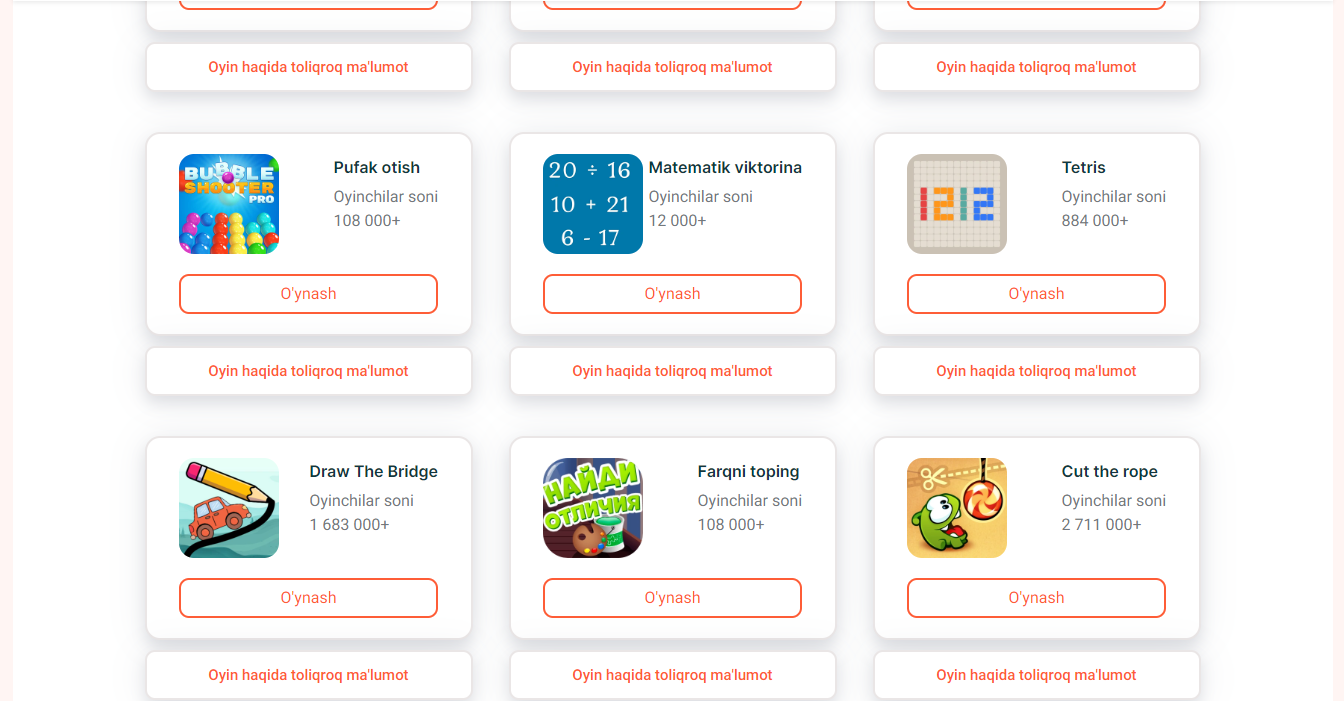 Oyin haqida toliqroq ma'lumot
Oyin haqida toliqroq ma'lumot
Oyin haqida toliqroq ma'lumot
BUBBLE
SHOOTER
PRO
Pufak otish
Oyinchilar soni
108 000+
O'ynash
20 ÷ 16
10 + 21
6 - 17
Matematik viktorina
Oyinchilar soni
12 000+
O'ynash
1212
Tetris
Oyinchilar soni
884 000+
O'ynash
Oyin haqida toliqroq ma'lumot
Oyin haqida toliqroq ma'lumot
Oyin haqida toliqroq ma'lumot
Draw The Bridge
Oyinchilar soni
1 683 000+
O'ynash
НАЙДИ
ОТЛИЧИЯ
Farqni toping
Oyinchilar soni
108 000+
O'ynash
Cut the rope
Oyinchilar soni
2 711 000+
O'ynash
Oyin haqida toliqroq ma'lumot
Oyin haqida toliqroq ma'lumot
Oyin haqida toliqroq ma'lumot